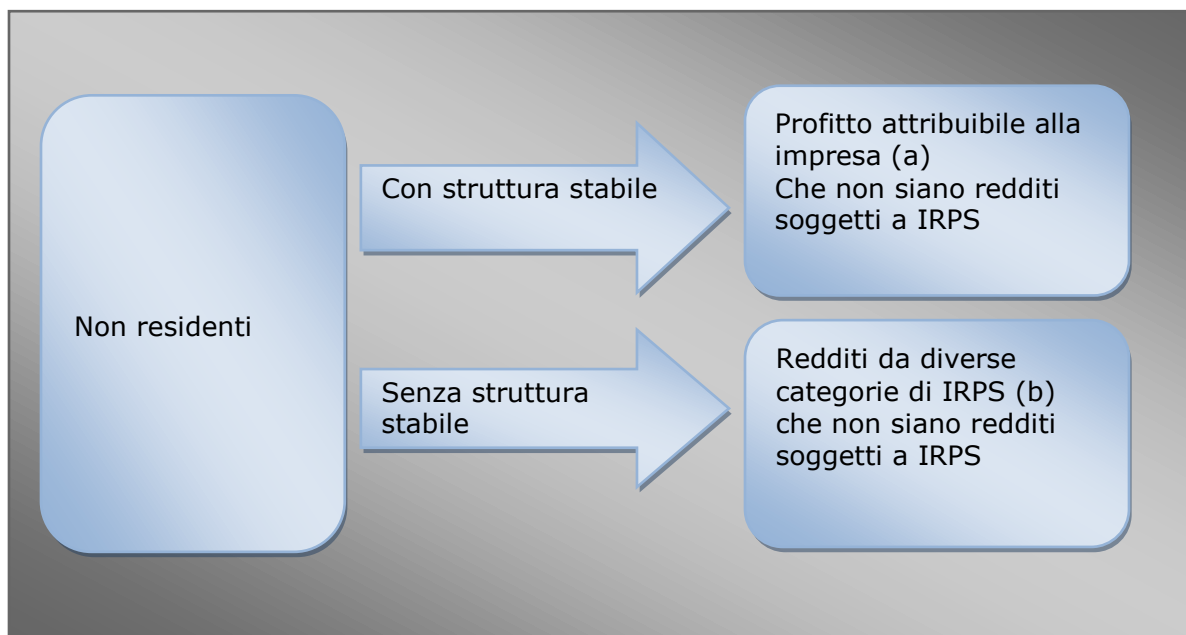 Non residenti
Con struttura stabile
Profitto attribuibile alla
impresa (a)
Che non siano redditi
soggetti a IRPS
Senza struttura
stabile
Redditi da diverse
categorie di IRPS (b)
che non siano redditi
soggetti a IRPS